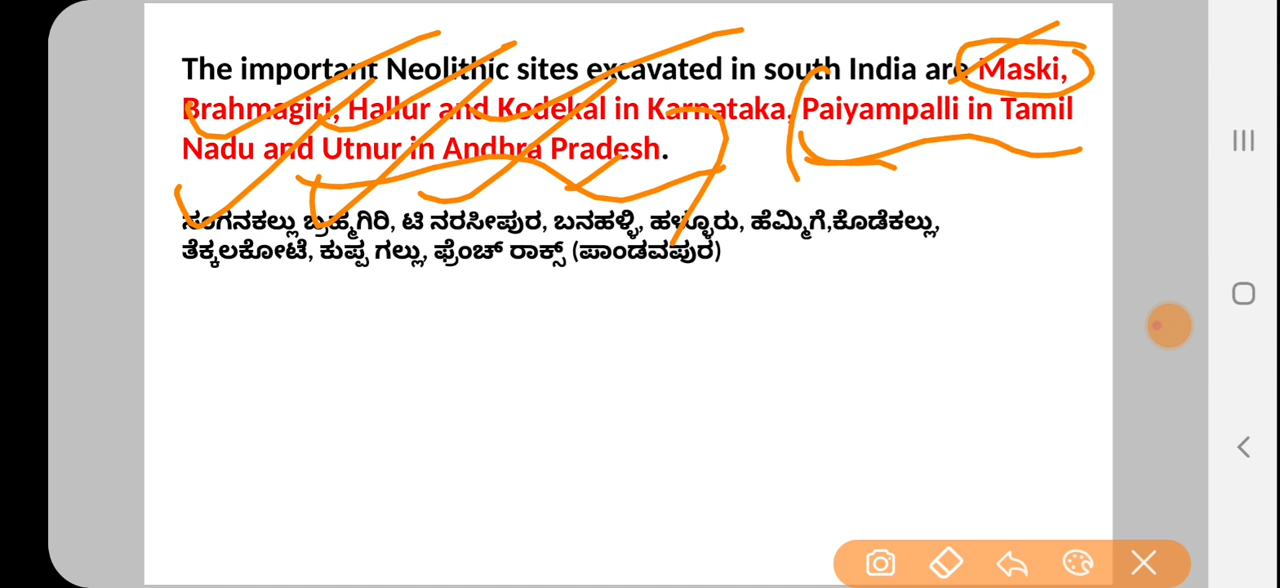 The important Neolithic sites excavated in south India are Maski,
Brahmagiri, Hallur and Kodekal in Karnataka, Paiyampalli in Tamil
Nadu and Utnur in Andhra Pradesh.
ಸಂಗನಕಲ್ಲು ಬ್ರಹ್ಮಗಿರಿ, ಟಿ ನರಸೀಪುರ, ಬನಹಳ್ಳಿ, ಹಳ್ಳೂರು, ಹೆಮ್ಮಿಗೆ,ಕೊಡೆಕಲ್ಲು,
ತೆಕ್ಕಲಕೋಟೆ, ಕುಪ್ಪ ಗಲ್ಲು, ಫ್ರೆಂಚ್ ರಾಕ್ಸ್ (ಪಾಂಡವಪುರ)